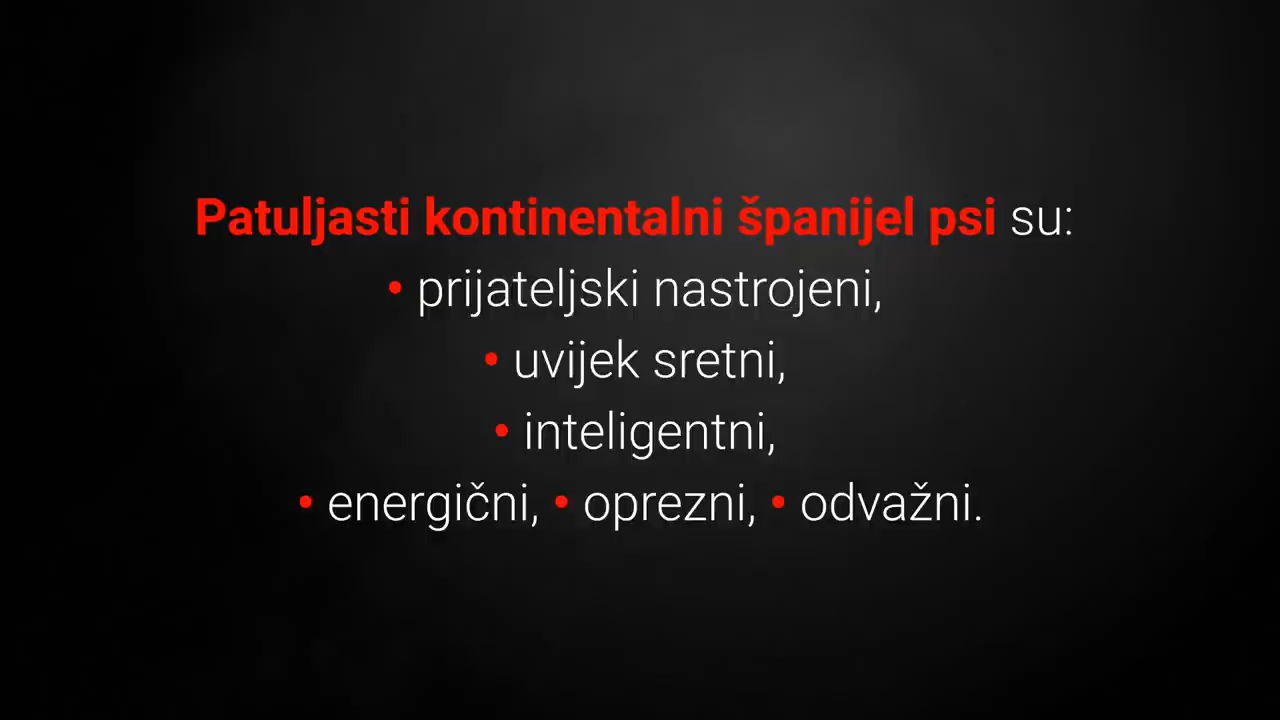 Patuljasti kontinentalni španijel psi su:
• prijateljski nastrojeni,
• uvijek sretni,
• inteligentni,
• energični, • oprezni, • odvažni.